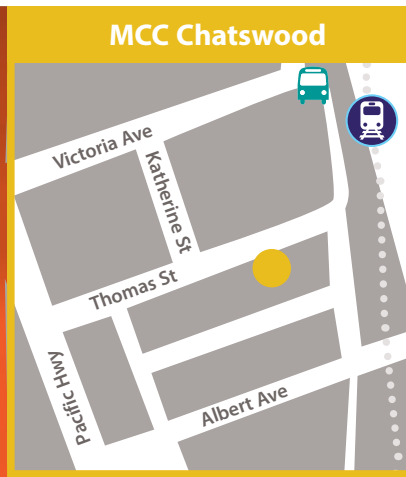 MCC Chatswood
Victoria Ave
Katherine St
Thomas St
Pacific Hwy
Albert Ave